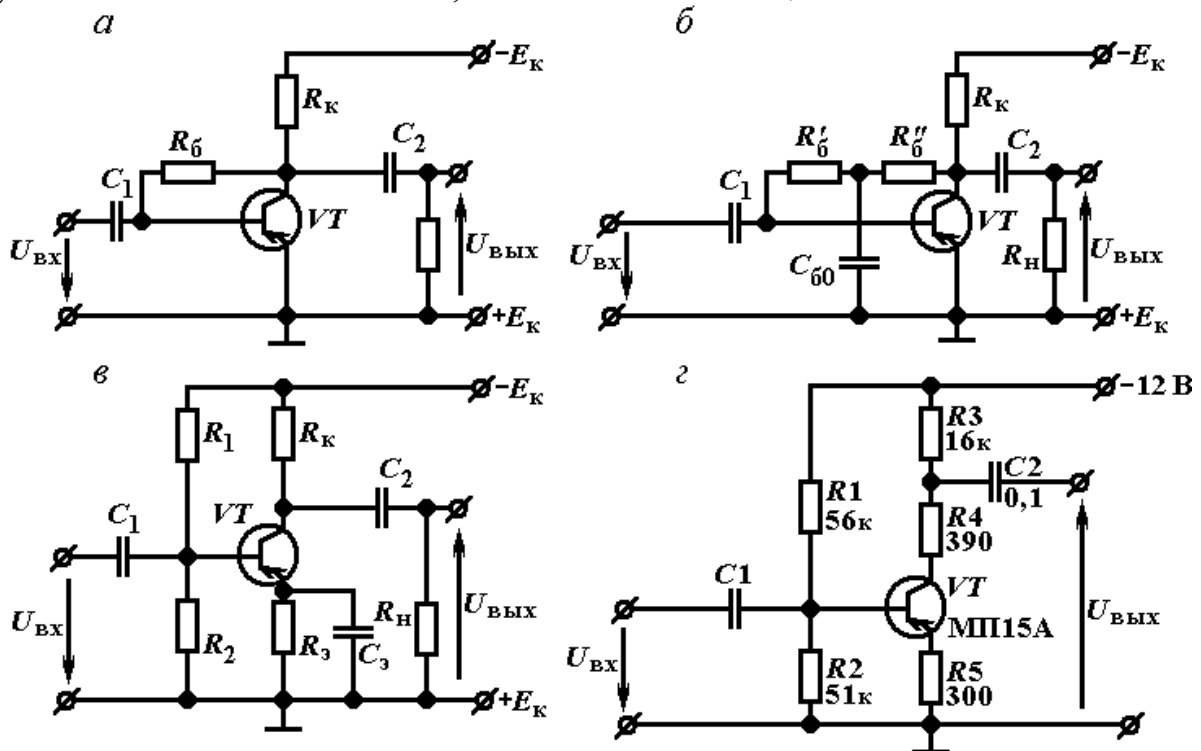 а
−Eк
Rк
Rб
C2
C1
VT
Uвх
Uвых
+Eк
б
−Eк
Rк
R′б
R″б
C2
C1
VT
Uвх
Cб0
Rн
Uвых
+Eк
в
−Eк
R1
Rк
C2
C1
VT
Uвх
Rн
Uвых
R2
Rэ
Cэ
+Eк
г
−12 В
R3
16к
C2
0,1
R1
56к
R4
390
C1
VT
МП15А
Uвых
Uвх
R2
51к
R5
300